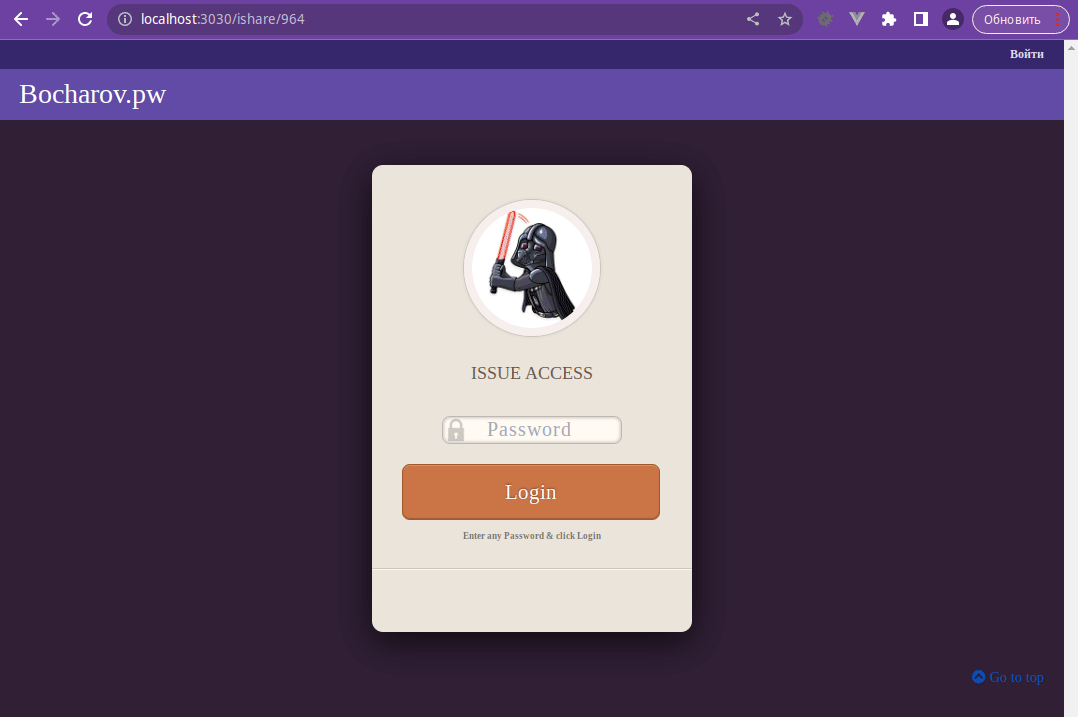 localhost:3030/ishare/964
Обновить
Войти
Bocharov.pw
ISSUE ACCESS
Password
Login
Enter any Password & click Login
Go to top